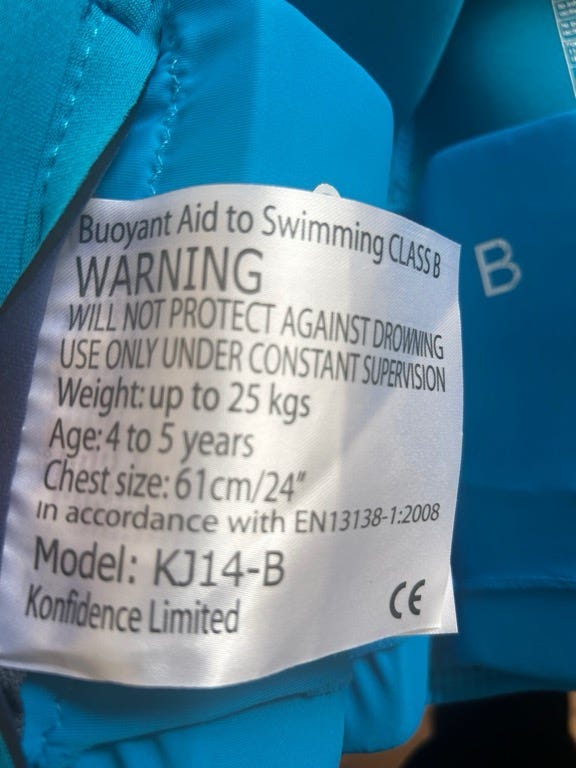 Buoyant Aid to Swimming CLASS B
WARNING
WILL NOT PROTECT AGAINST DROWNING
USE ONLY UNDER CONSTANT SUPERVISION
Weight: up to 25 kgs
Age: 4 to 5 years
Chest size: 61cm/24"
in accordance with EN13138-1:2008
Model: KJ14-B
Konfidence Limited
CE
B